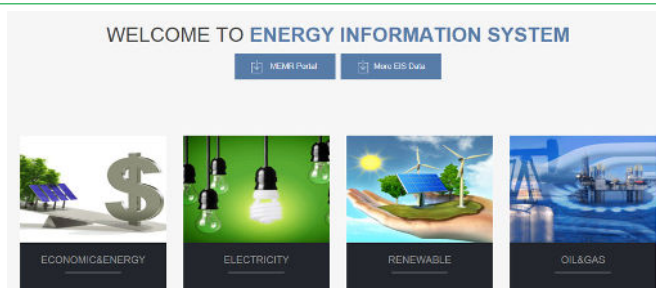 WELCOME TO ENERGY INFORMATION SYSTEM
MEMR Portal More EIS Data
ECONOMIC&ENERGY ELECTRICITY RENEWABLE OIL&GAS